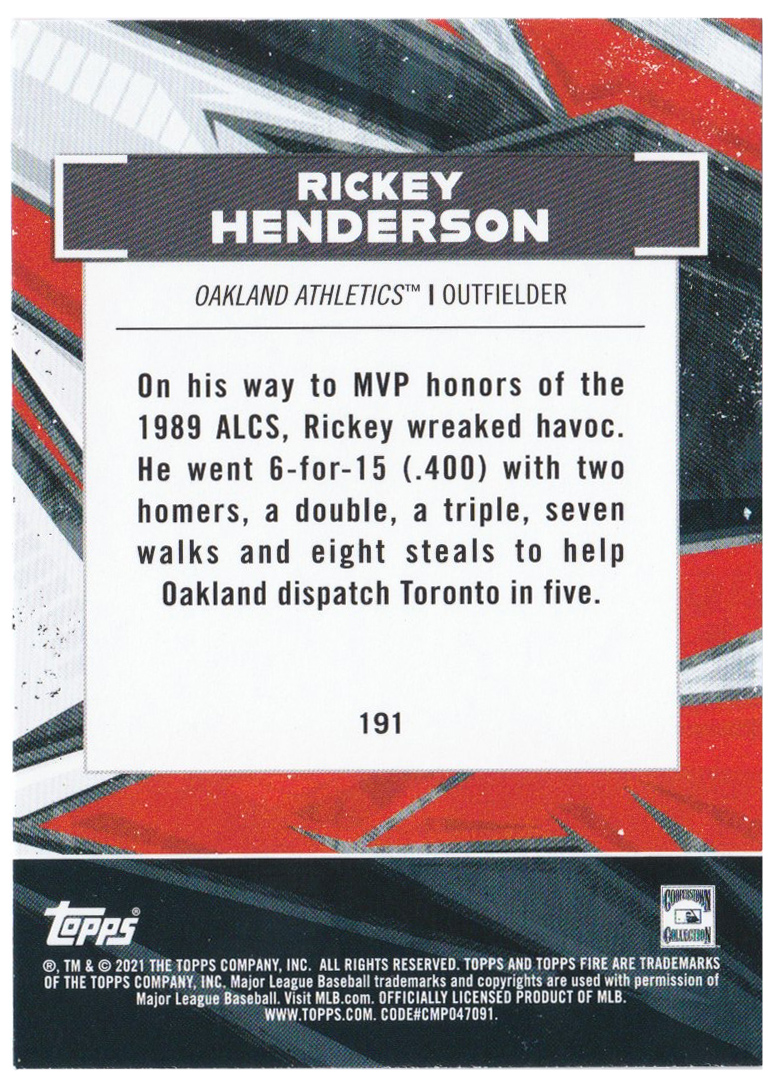 RICKEY
HENDERSON
OAKLAND ATHLETICS™ | OUTFIELDER
On his way to MVP honors of the
1989 ALCS, Rickey wreaked havoc.
He went 6-for-15 (.400) with two
homers, a double, a triple, seven
walks and eight steals to help
Oakland dispatch Toronto in five.
191
topps®
COOPERSTOWN
COLLECTION
®, TM & © 2021 THE TOPPS COMPANY, INC. ALL RIGHTS RESERVED. TOPPS AND TOPPS FIRE ARE TRADEMARKS
OF THE TOPPS COMPANY, INC. Major League Baseball trademarks and copyrights are used with permission of
Major League Baseball. Visit MLB.com. OFFICIALLY LICENSED PRODUCT OF MLB.
WWW.TOPPS.COM. CODE#CMP047091.